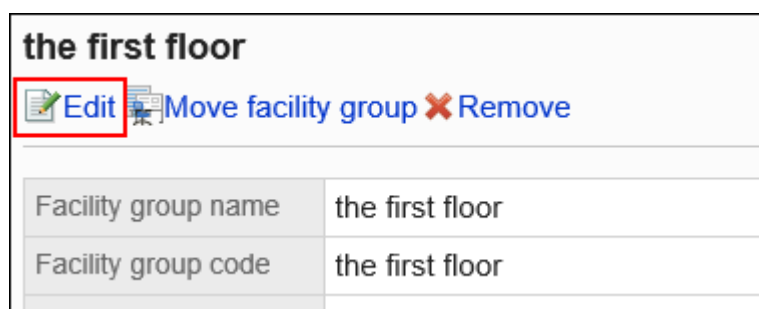 the first floor
Edit Move facility group Remove
Facility group name the first floor
Facility group code the first floor